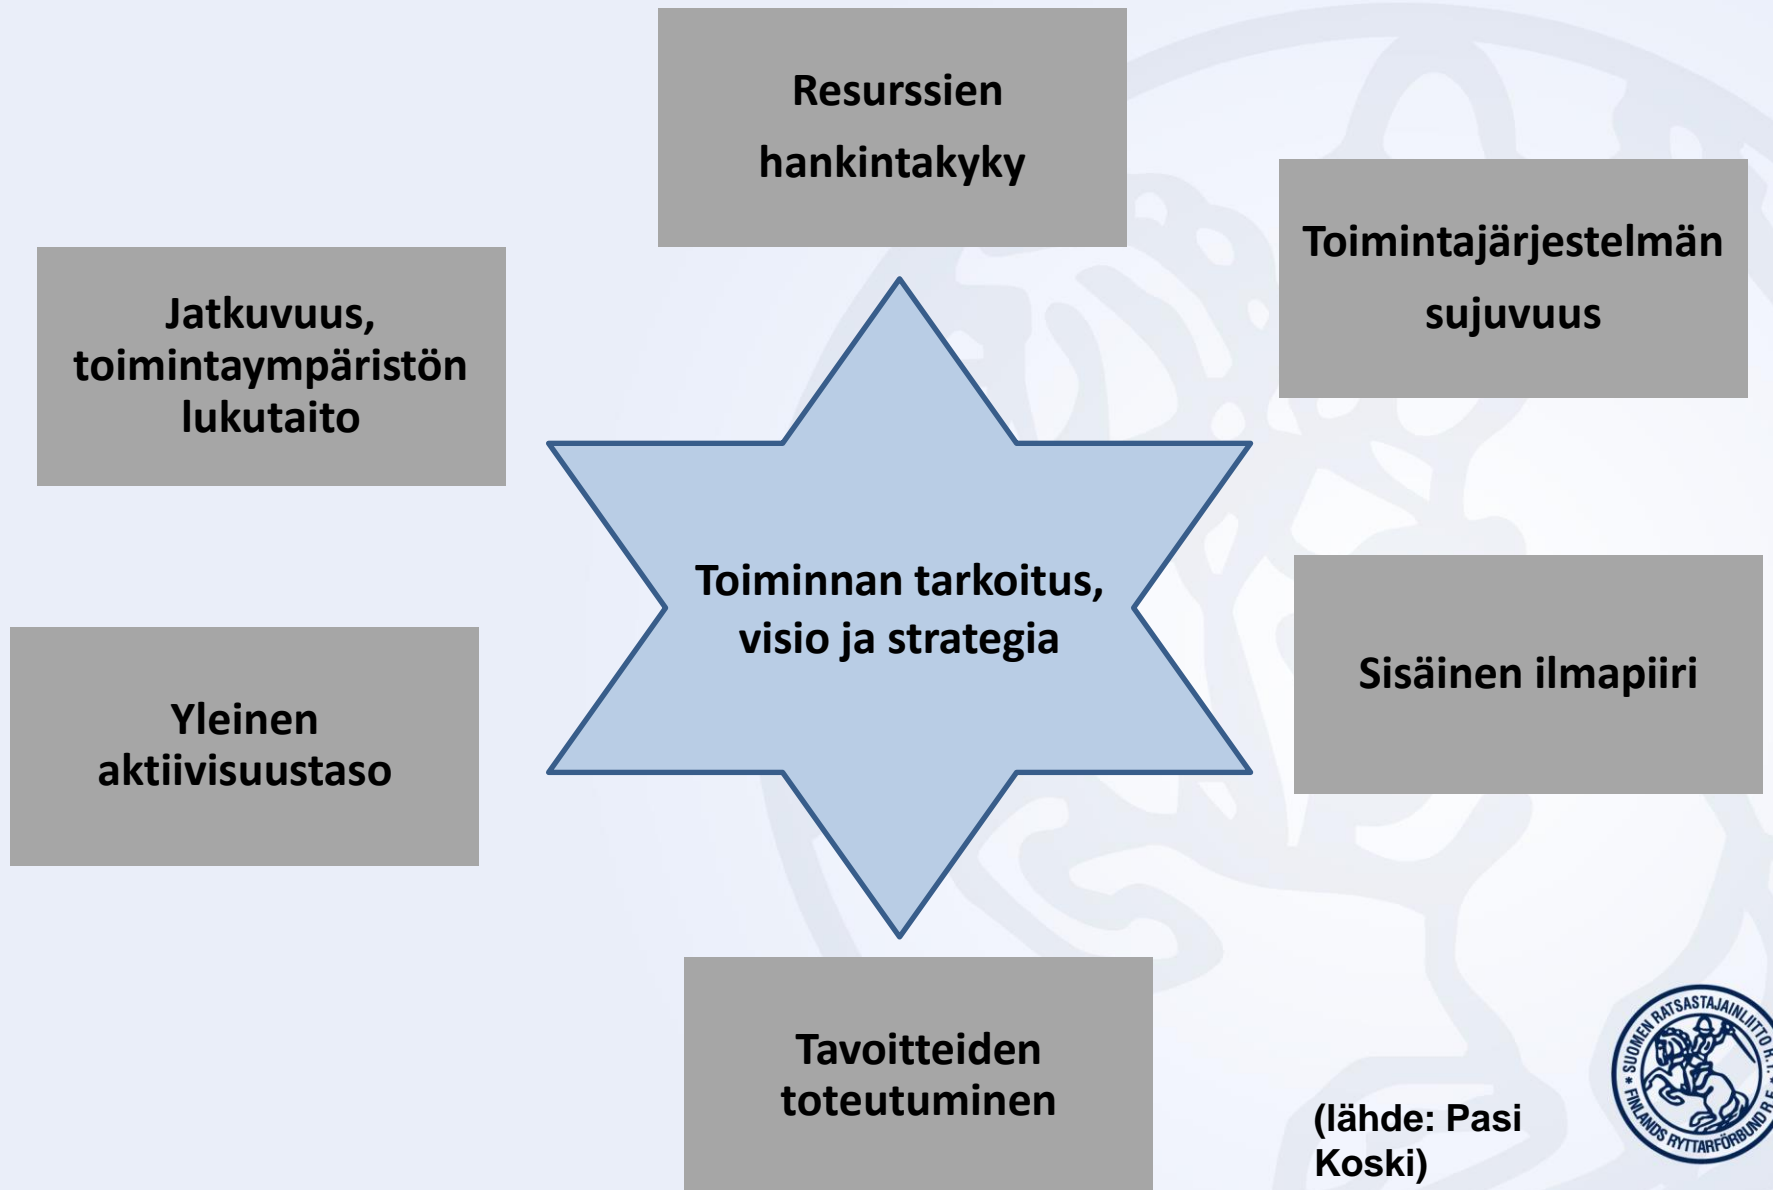 Resurssien
hankintakyky
Toimintajärjestelmän
sujuvuus
Jatkuvuus,
toimintaympäristön
lukutaito
Toiminnan tarkoitus,
visio ja strategia
Sisäinen ilmapiiri
Yleinen
aktiivisuustaso
Tavoitteiden
toteutuminen
(lähde: Pasi
Koski)
SUOMEN RATSASTAJAINLIITTO R.Y.
* FINLANDS RYTTARFÖRBUND R.F. *